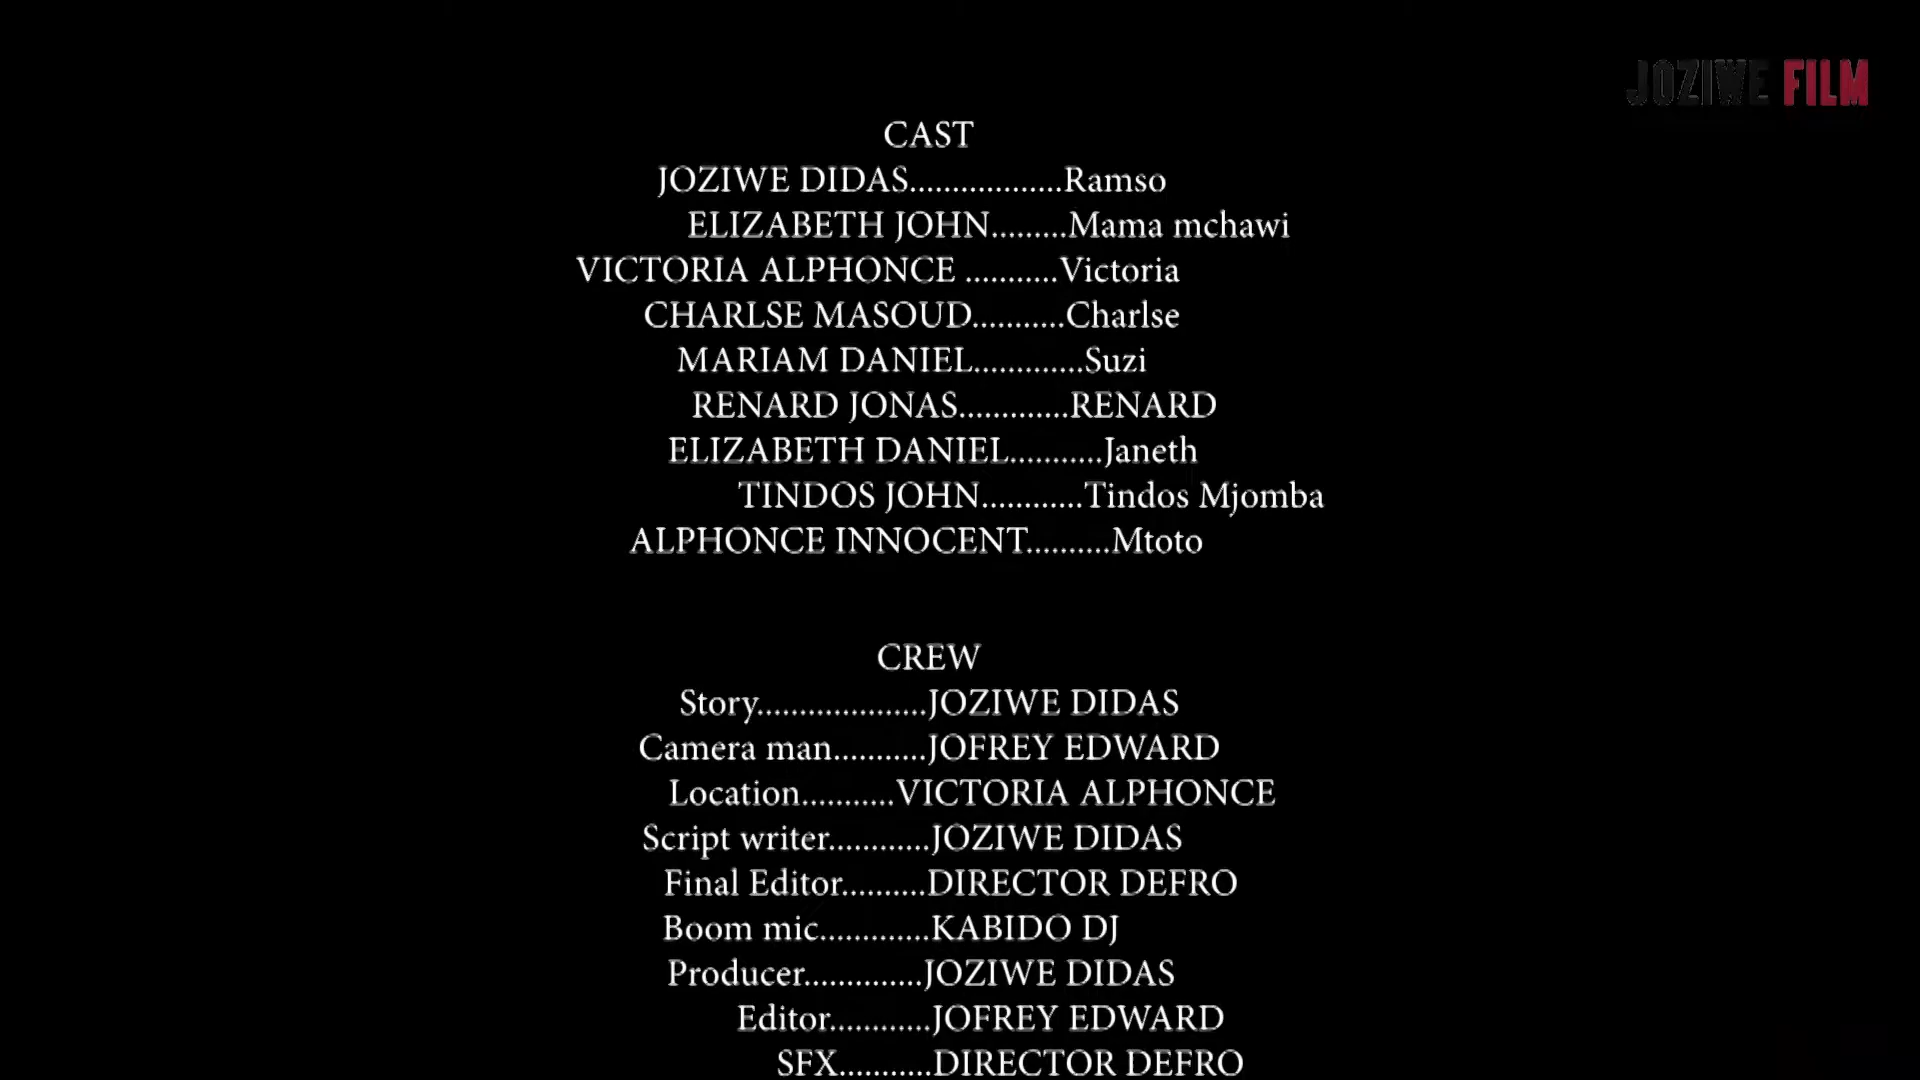 JOZIWE FILM
CAST
JOZIWE DIDAS..................Ramso
ELIZABETH JOHN.........Mama mchawi
VICTORIA ALPHONCE ...........Victoria
CHARLSE MASOUD...........Charlse
MARIAM DANIEL.............Suzi
RENARD JONAS.............RENARD
ELIZABETH DANIEL...........Janeth
TINDOS JOHN............Tindos Mjomba
ALPHONCE INNOCENT..........Mtoto
CREW
Story....................JOZIWE DIDAS
Camera man...........JOFREY EDWARD
Location...........VICTORIA ALPHONCE
Script writer............JOZIWE DIDAS
Final Editor..........DIRECTOR DEFRO
Boom mic.............KABIDO DJ
Producer..............JOZIWE DIDAS
Editor............JOFREY EDWARD
SFX...........DIRECTOR DEFRO